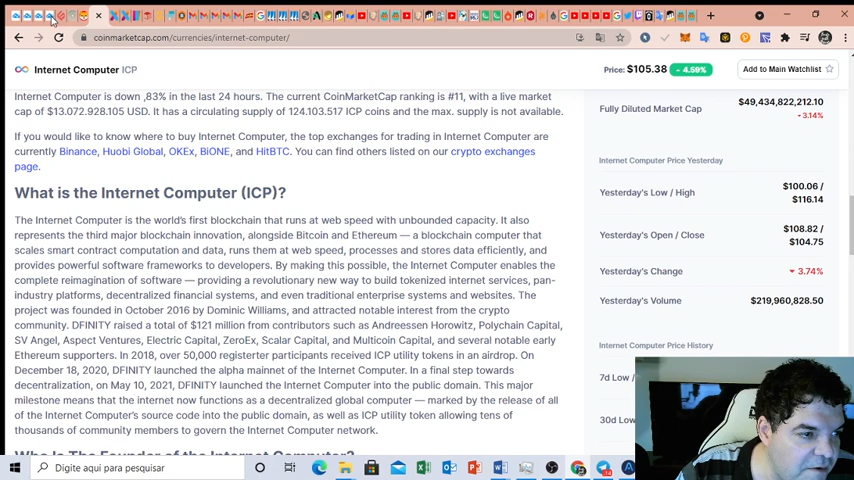 coinmarketcap.com/currencies/internet-computer/
Internet Computer ICP
Price: $105.38
4.59%
Add to Main Watchlist
Internet Computer is down ,83% in the last 24 hours. The current CoinMarketCap ranking is #11, with a live market
cap of $13.072.928.105 USD. It has a circulating supply of 124.103.517 ICP coins and the max. supply is not available.
If you would like to know where to buy Internet Computer, the top exchanges for trading in Internet Computer are
currently Binance, Huobi Global, OKEx, BiONE, and HitBTC. You can find others listed on our crypto exchanges
page.
What is the Internet Computer (ICP)?
The Internet Computer is the world's first blockchain that runs at web speed with unbounded capacity. It also
represents the third major blockchain innovation, alongside Bitcoin and Ethereum — a blockchain computer that
scales smart contract computation and data, runs them at web speed, processes and stores data efficiently, and
provides powerful software frameworks to developers. By making this possible, the Internet Computer enables the
complete reimagination of software — providing a revolutionary new way to build tokenized internet services, pan-
industry platforms, decentralized financial systems, and even traditional enterprise systems and websites. The
project was founded in October 2016 by Dominic Williams, and attracted notable interest from the crypto
community. DFINITY raised a total of $121 million from contributors such as Andreessen Horowitz, Polychain Capital,
SV Angel, Aspect Ventures, Electric Capital, ZeroEx, Scalar Capital, and Multicoin Capital, and several notable early
Ethereum supporters. In 2018, over 50,000 registerter participants received ICP utility tokens in an airdrop. On
December 18, 2020, DFINITY launched the alpha mainnet of the Internet Computer. In a final step towards
decentralization, on May 10, 2021, DFINITY launched the Internet Computer into the public domain. This major
milestone means that the internet now functions as a decentralized global computer — marked by the release of all
of the Internet Computer's source code into the public domain, as well as ICP utility token allowing tens of
thousands of community members to govern the Internet Computer network.
Who Is The Founder of the Internet Computer?
Fully Diluted Market Cap
$49,434,822,212.10
3.14%
Internet Computer Price Yesterday
Yesterday's Low / High
$100.06 /
$116.14
Yesterday's Open / Close
$108.82 /
$104.75
Yesterday's Change
3.74%
Yesterday's Volume
$219,960,828.50
Internet Computer Price History
7d Low /
30d Low
Digite aqui para pesquisar